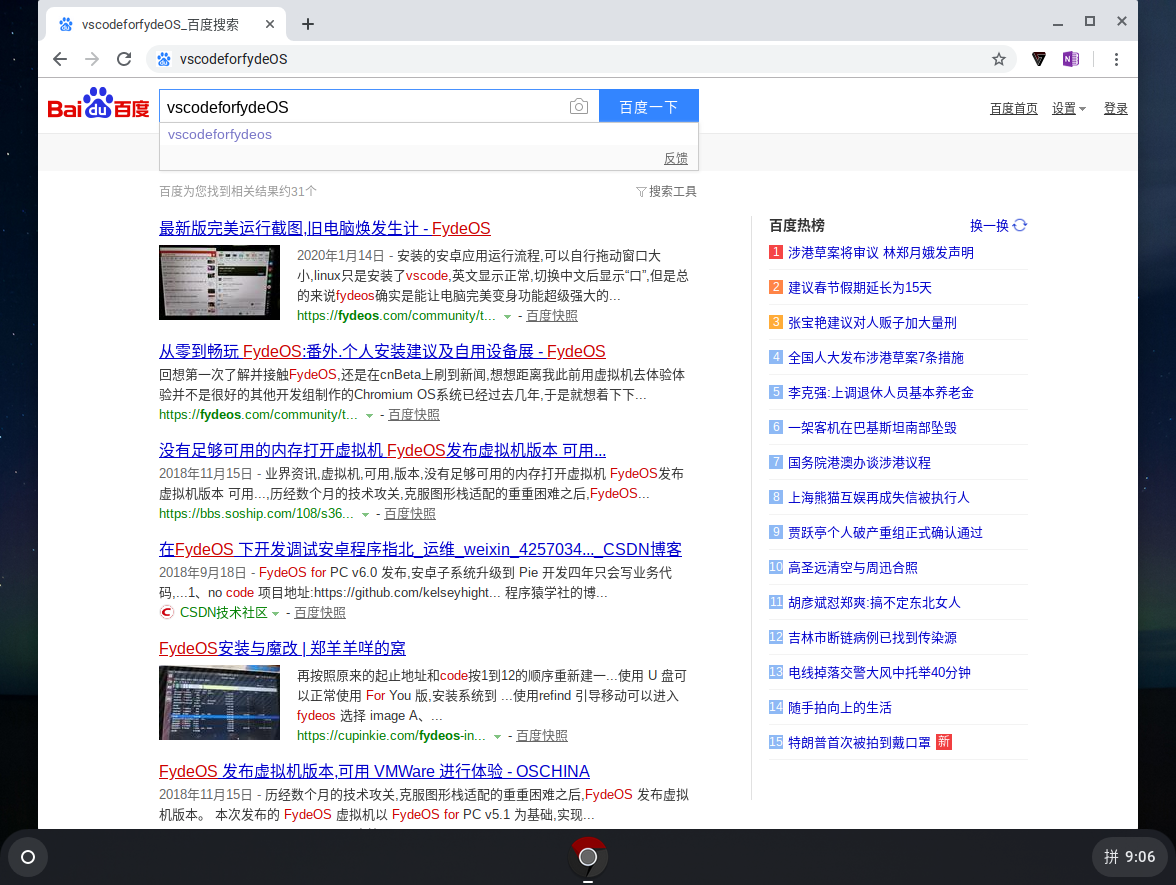 vscodeforfydeOS_百度搜索
vscodeforfydeOS
Bai du 百度
vscodeforfydeOS
百度一下
百度首页 设置 登录
vscodeforfydeos
反馈
百度为您找到相关结果约31个
搜索工具
最新版完美运行截图,旧电脑焕发生计 - FydeOS
2020年1月14日 - 安装的安卓应用运行流程,可以自行拖动窗口大
小,linux只是安装了vscode,英文显示正常,切换中文后显示“口”,但是总
的来说fydeos确实是能让电脑完美变身功能超级强大的...
https://fydeos.com/community/t... - 百度快照
从零到畅玩 FydeOS:番外.个人安装建议及自用设备展 - FydeOS
回想第一次了解并接触FydeOS,还是在cnBeta上刷到新闻,想想距离我此前用虚拟机去体验体
验并不是很好的其他开发组制作的Chromium OS系统已经过去几年,于是就想着下下...
https://fydeos.com/community/t... - 百度快照
没有足够可用的内存打开虚拟机 FydeOS发布虚拟机版本 可用...
2018年11月15日 - 业界资讯,虚拟机,可用,版本,没有足够可用的内存打开虚拟机 FydeOS发布
虚拟机版本 可用...,历经数个月的技术攻关,克服图形栈适配的重重困难之后,FydeOS...
https://bbs.soship.com/108/s36... - 百度快照
在FydeOS 下开发调试安卓程序指北_运维_weixin_4257034..._CSDN博客
2018年9月18日 - FydeOS for PC v6.0 发布,安卓子系统升级到 Pie 开发四年只会写业务代
码,...1、no code 项目地址:https://github.com/kelseyhight... 程序猿学社的博...
CSDN技术社区 - 百度快照
FydeOS安装与魔改 | 郑羊羊咩的窝
再按照原来的起止地址和code按1到12的顺序重新建一...使用 U 盘可
以正常使用 For You 版,安装系统到 ...使用refind 引导移动可以进入
fydeos 选择 image A、...
https://cupinkie.com/fydeos-in... - 百度快照
FydeOS 发布虚拟机版本,可用 VMWare 进行体验 - OSCHINA
2018年11月15日 - 历经数个月的技术攻关,克服图形栈适配的重重困难之后,FydeOS 发布虚拟
机版本。 本次发布的 FydeOS 虚拟机以 FydeOS for PC v5.1 为基础,实现...
百度热榜 换一换
1 涉港草案将审议 林郑月娥发声明
2 建议春节假期延长为15天
3 张宝艳建议对人贩子加大量刑
4 全国人大发布涉港草案7条措施
5 李克强:上调退休人员基本养老金
6 一架客机在巴基斯坦南部坠毁
7 国务院港澳办谈涉港议程
8 上海熊猫互娱再成失信被执行人
9 贾跃亭个人破产重组正式确认通过
10 高圣远清空与周迅合照
11 胡彦斌怼郑爽:搞不定东北女人
12 吉林市断链病例已找到传染源
13 电线掉落交警大风中托举40分钟
14 随手拍向上的生活
15 特朗普首次被拍到戴口罩 新
拼 9:06